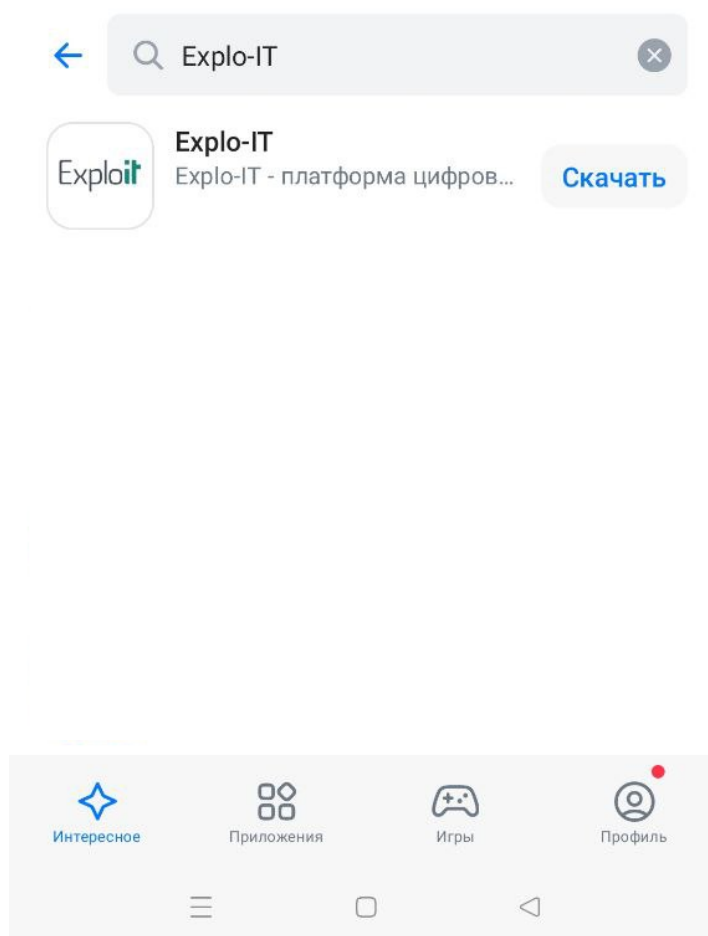 Explo-IT
Exploit
Explo-IT
Explo-IT - платформа цифров...
Скачать
Интересное
Приложения
Игры
Профиль